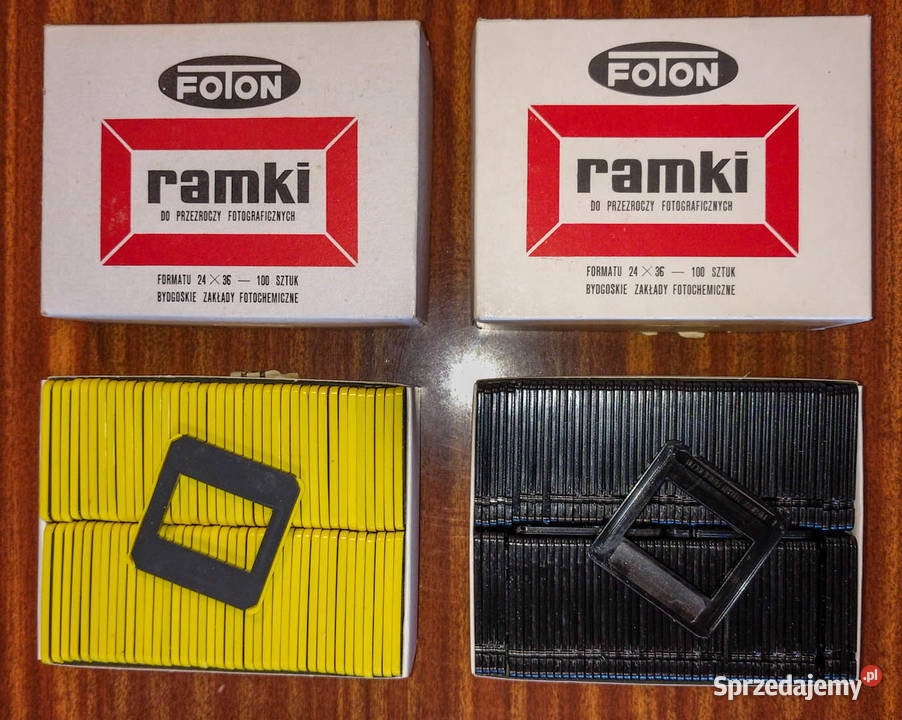 FOTON
ramki
DO PRZEZROCZY FOTOGRAFICZNYCH
FORMATU 24 × 36 — 100 SZTUK
BYDGOSKIE ZAKŁADY FOTOCHEMICZNE
FOTON
ramki
DO PRZEZROCZY FOTOGRAFICZNYCH
FORMATU 24 × 36 — 100 SZTUK
BYDGOSKIE ZAKŁADY FOTOCHEMICZNE
Sprzedajemy.pl